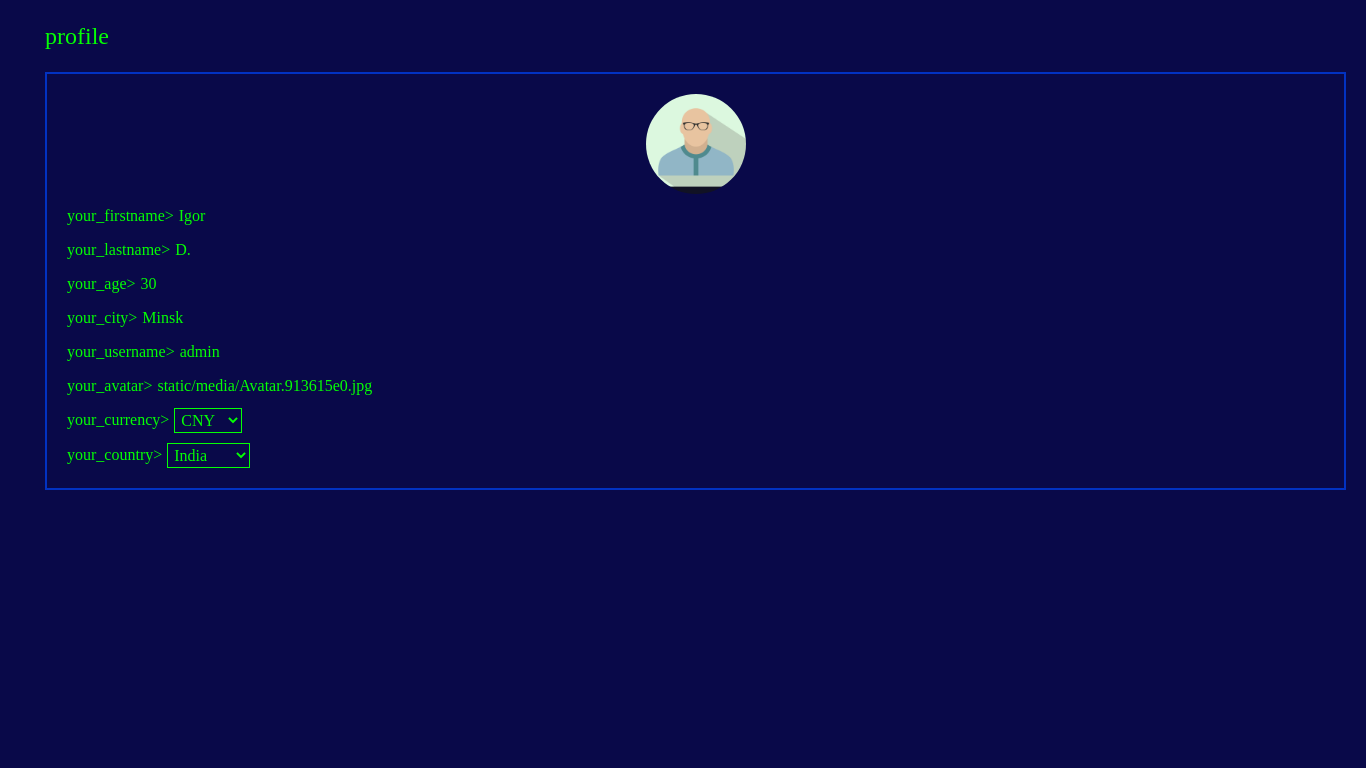 profile
your_firstname> Igor
your_lastname> D.
your_age> 30
your_city> Minsk
your_username> admin
your_avatar> static/media/Avatar.913615e0.jpg
your_currency> CNY
your_country> India